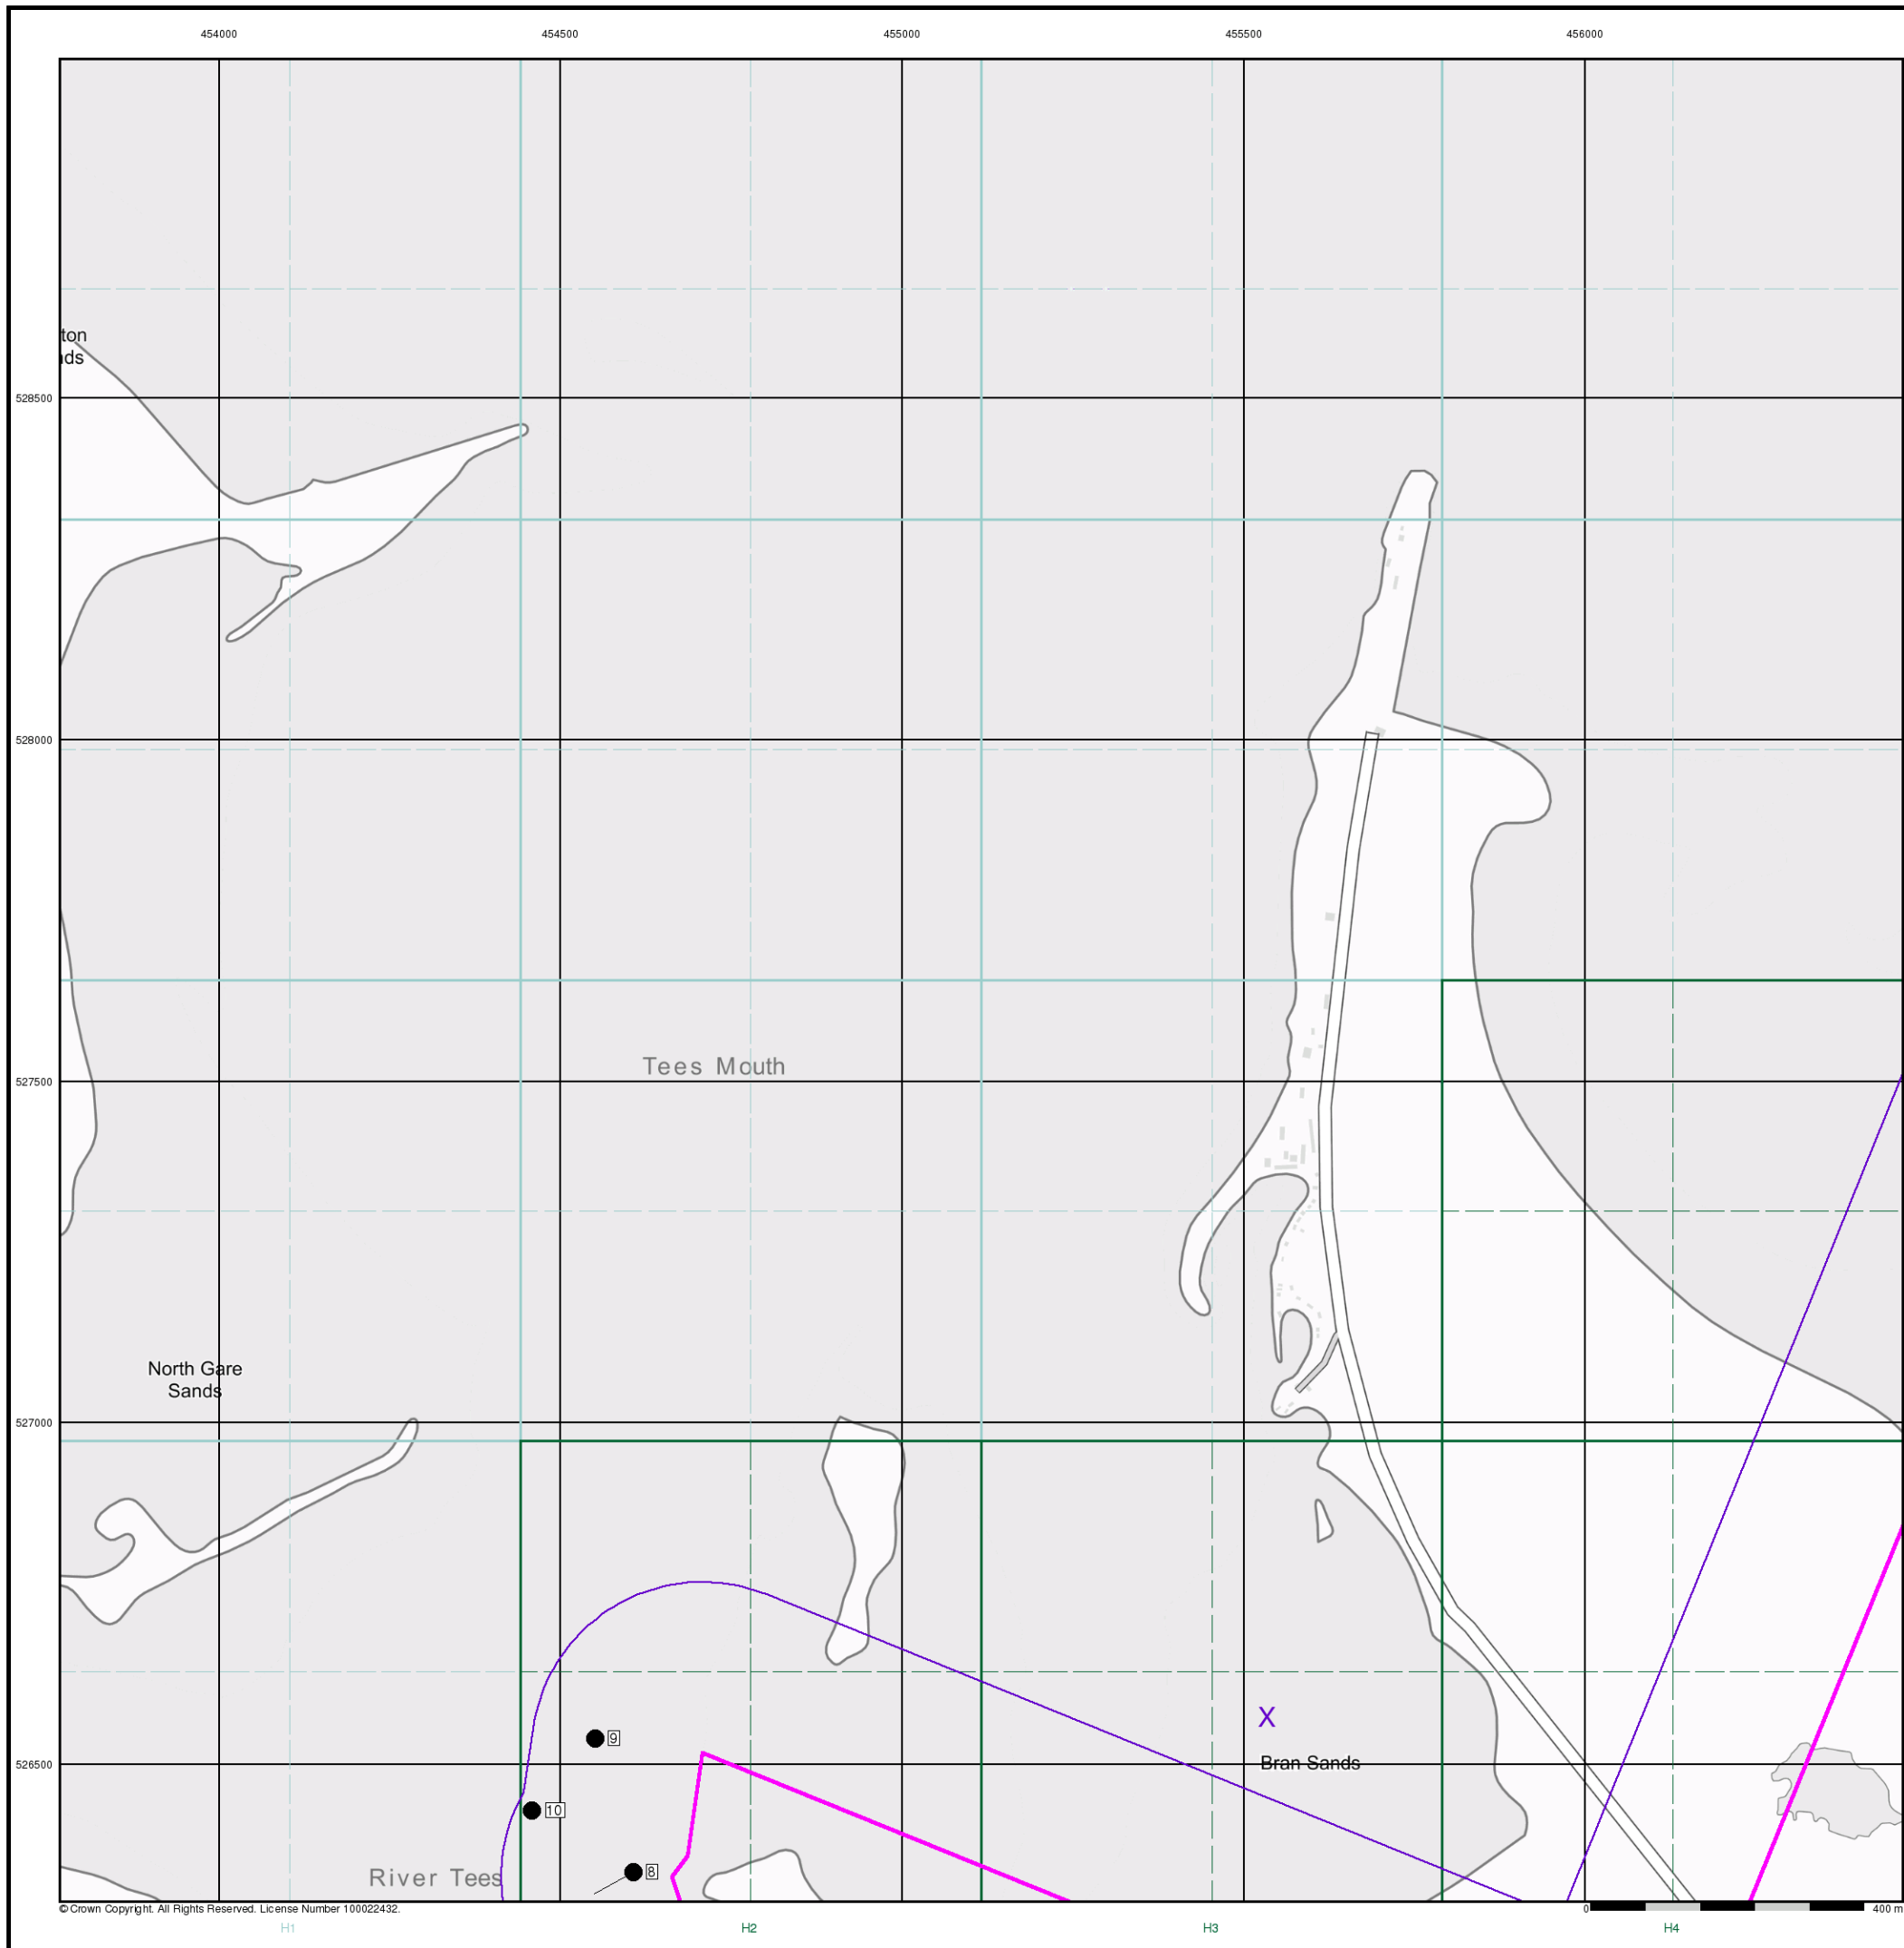 454000 454500 455000 455500 456000
ton
ds
528500
528000
Tees Mouth
527500
North Gare
Sands
527000
X
9
Bran Sands
526500
10
8
River Tees
© Crown Copyright. All Rights Reserved. License Number 100022432.
0 400 m
H1 H2 H3 H4